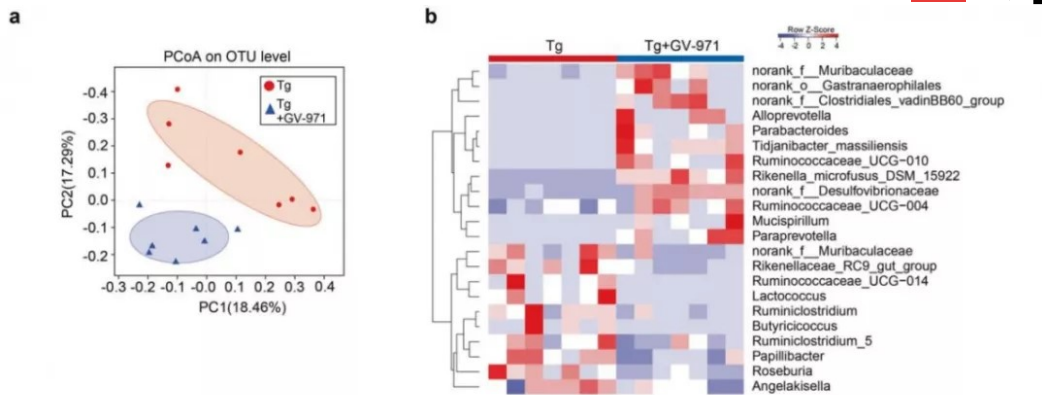 a
PCoA on OTU level
Tg
Tg
+GV-971
-0.4
-0.3
0.2
0.1
0.0
-0.1
-0.2
PC2(17.29%)
-0.3 -0.2 -0.1 -0.0 0.1 0.2 0.3 0.4
PC1(18.46%)
b
Row Z-Score
-4 -2 0 2 4
Tg Tg+GV-971
norank_f__Muribaculaceae
norank_o__Gastranaerophilales
norank_f__Clostridiales_vadinBB60_group
Alloprevotella
Parabacteroides
Tidjanibacter_massiliensis
Ruminococcaceae_UCG-010
Rikenella_microfusus_DSM_15922
norank_f__Desulfovibrionaceae
Ruminococcaceae_UCG-004
Mucispirillum
Paraprevotella
norank_f__Muribaculaceae
Rikenellaceae_RC9_gut_group
Ruminococcaceae_UCG-014
Lactococcus
Ruminiclostridium
Butyricicoccus
Ruminiclostridium_5
Papillibacter
Roseburia
Angelakisella